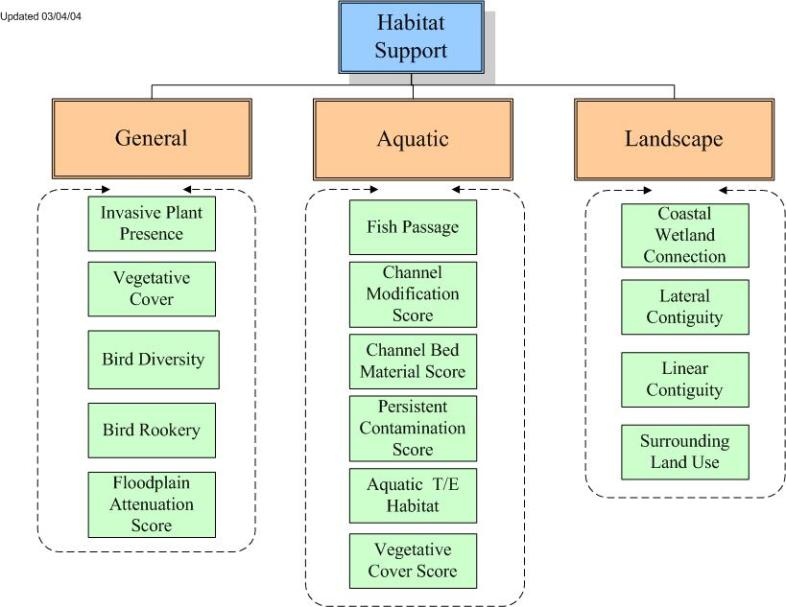 Updated 03/04/04
Habitat
Support
General
Aquatic
Landscape
Invasive Plant
Presence
Vegetative
Cover
Bird Diversity
Bird Rookery
Floodplain
Attenuation
Score
Fish Passage
Channel
Modification
Score
Channel Bed
Material Score
Persistent
Contamination
Score
Aquatic T/E
Habitat
Vegetative
Cover Score
Coastal
Wetland
Connection
Lateral
Contiguity
Linear
Contiguity
Surrounding
Land Use